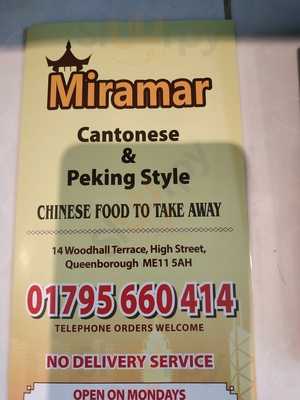 Miramar
Cantonese
&
Peking Style
CHINESE FOOD TO TAKE AWAY
14 Woodhall Terrace, High Street,
Queenborough ME11 5AH
01795 660 414
TELEPHONE ORDERS WELCOME
NO DELIVERY SERVICE
OPEN ON MONDAYS